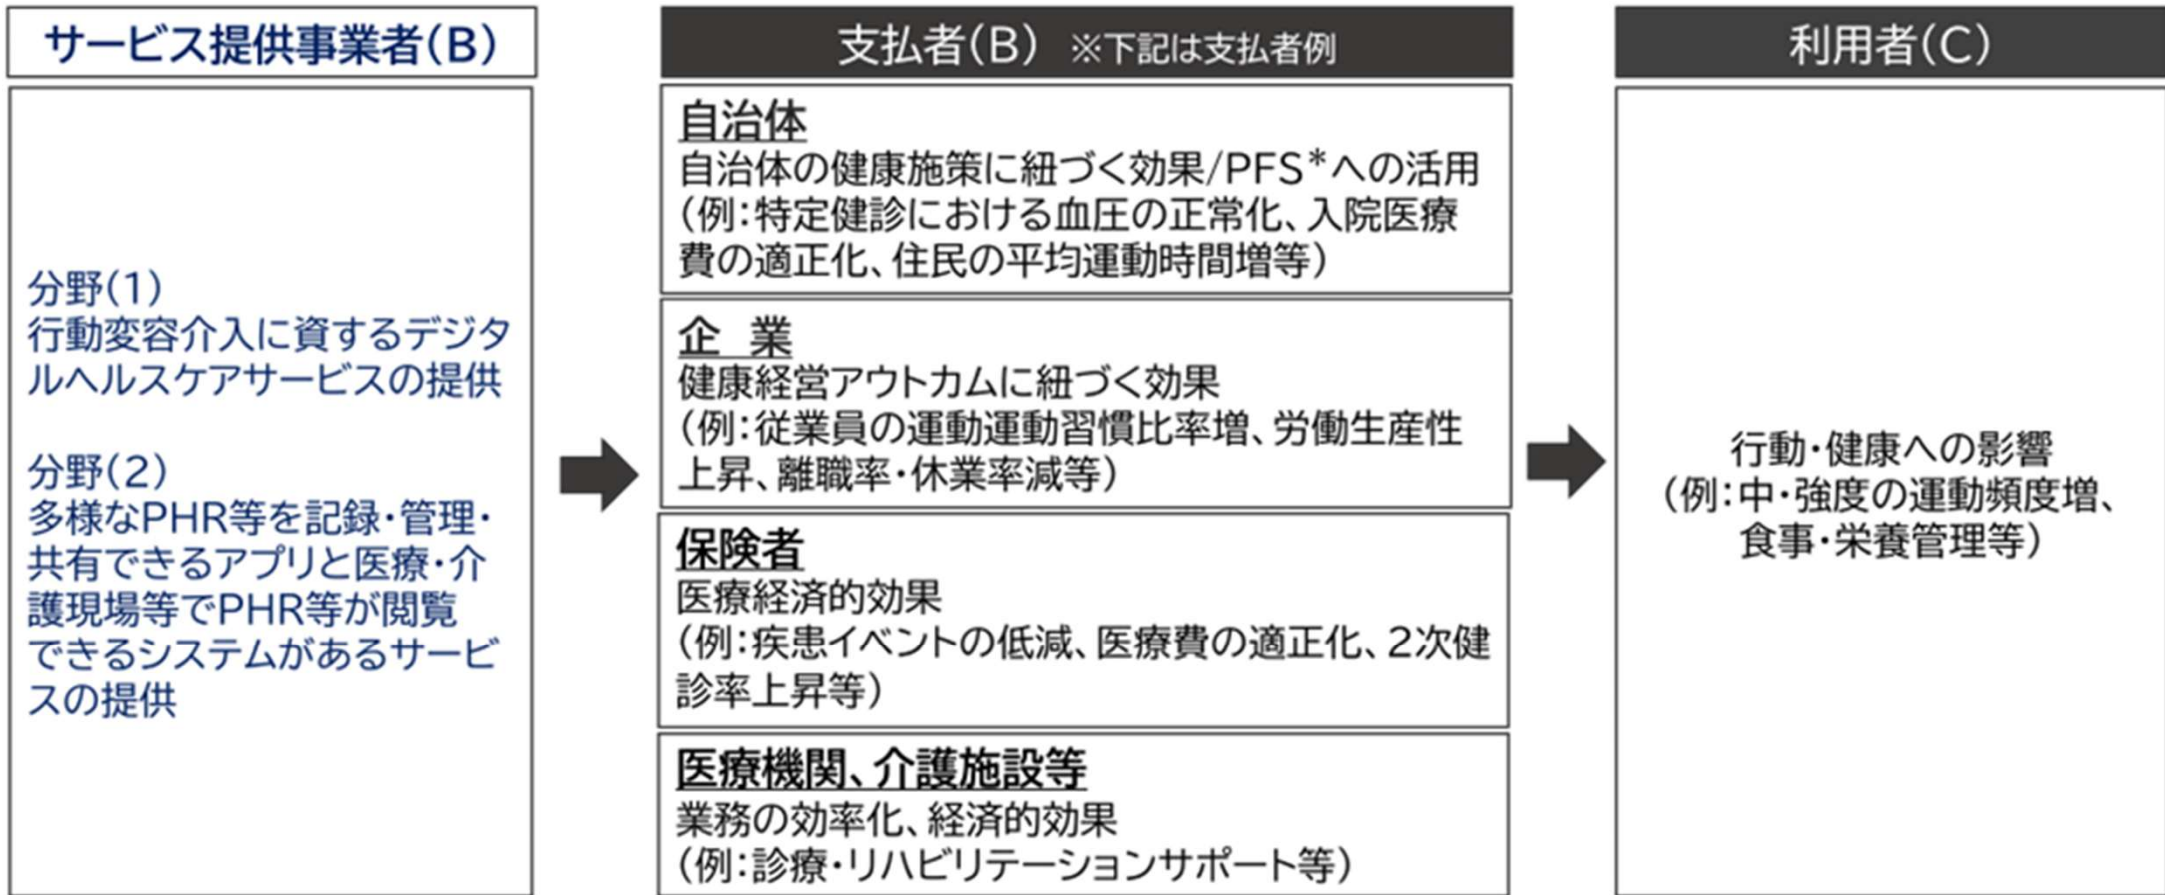 サービス提供事業者(B)
分野(1)
行動変容介入に資するデジタ
ルヘルスケアサービスの提供
分野(2)
多様なPHR等を記録・管理・
共有できるアプリと医療・介
護現場等でPHR等が閲覧
できるシステムがあるサービ
スの提供
支払者(B) ※下記は支払者例
自治体
自治体の健康施策に紐づく効果/PFS*への活用
(例:特定健診における血圧の正常化、入院医療
費の適正化、住民の平均運動時間増等)
企 業
健康経営アウトカムに紐づく効果
(例:従業員の運動運動習慣比率増、労働生産性
上昇、離職率・休業率減等)
保険者
医療経済的効果
(例:疾患イベントの低減、医療費の適正化、2次健
診率上昇等)
医療機関、介護施設等
業務の効率化、経済的効果
(例:診療・リハビリテーションサポート等)
利用者(C)
行動・健康への影響
(例:中・強度の運動頻度増、
食事・栄養管理等)